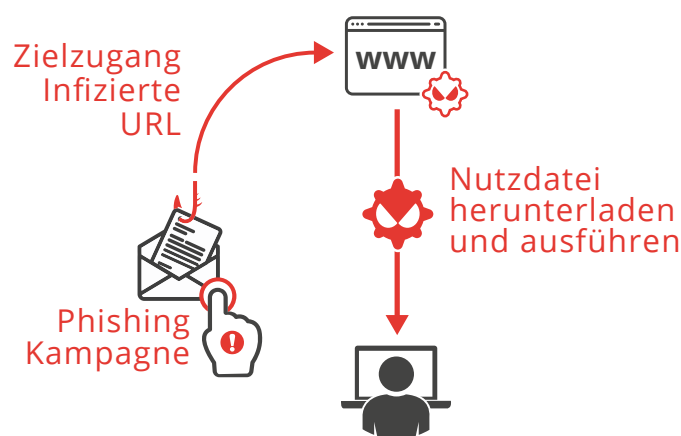 Zielzugang
Infizierte
URL
www
Nutzdatei
herunterladen
und ausführen
Phishing
Kampagne